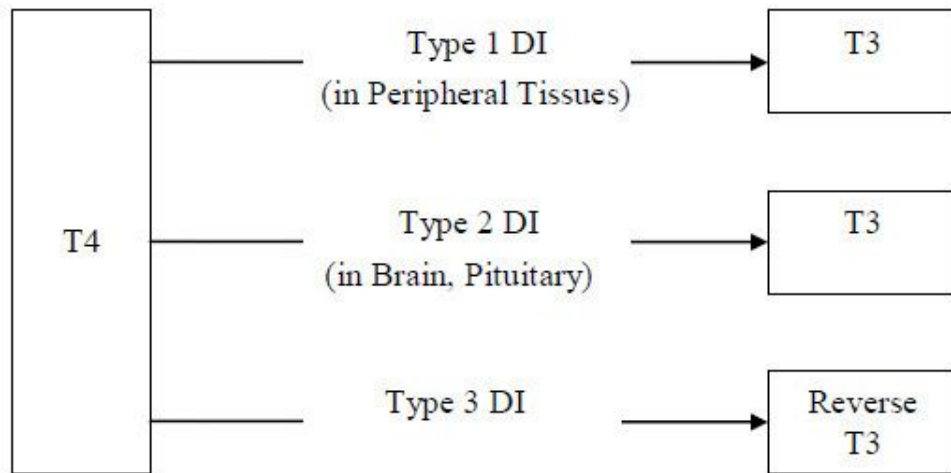 Type 1 DI
(in Peripheral Tissues)
T3
T4
Type 2 DI
(in Brain, Pituitary)
T3
Type 3 DI
Reverse
T3